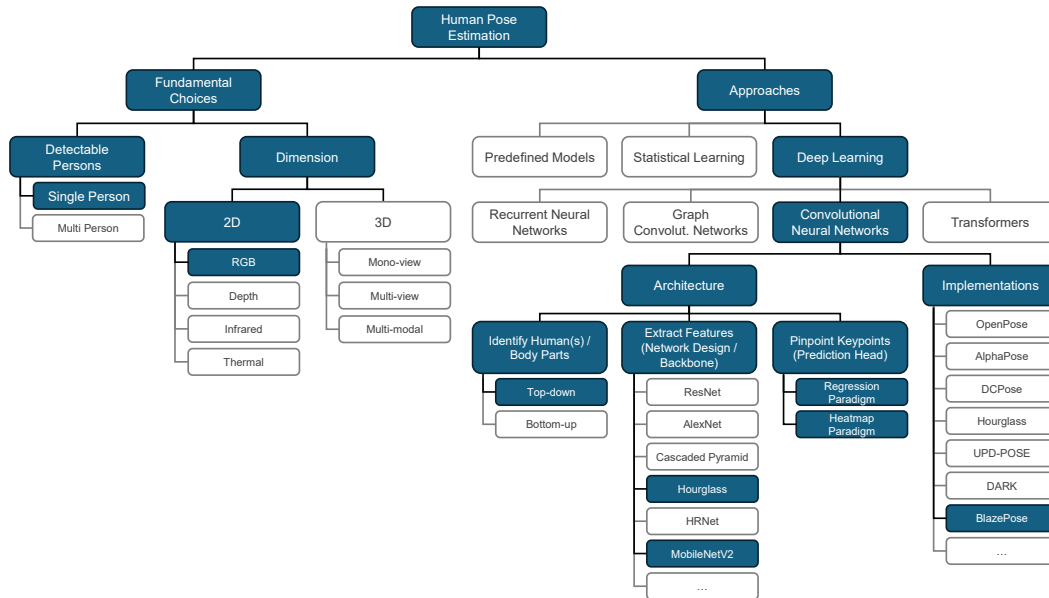 Human Pose
Estimation
Fundamental
Choices
Approaches
Detectable
Persons
Dimension
Predefined Models
Statistical Learning
Deep Learning
Single Person
Multi Person
2D
3D
Recurrent Neural
Networks
Graph
Convolut. Networks
Convolutional
Neural Networks
Transformers
RGB
Depth
Infrared
Thermal
Mono-view
Multi-view
Multi-modal
Architecture
Implementations
Identify Human(s) /
Body Parts
Extract Features
(Network Design /
Backbone)
Pinpoint Keypoints
(Prediction Head)
Top-down
Bottom-up
ResNet
AlexNet
Cascaded Pyramid
Hourglass
HRNet
MobileNetV2
...
Regression
Paradigm
Heatmap
Paradigm
OpenPose
AlphaPose
DCPose
Hourglass
UPD-POSE
DARK
BlazePose
...